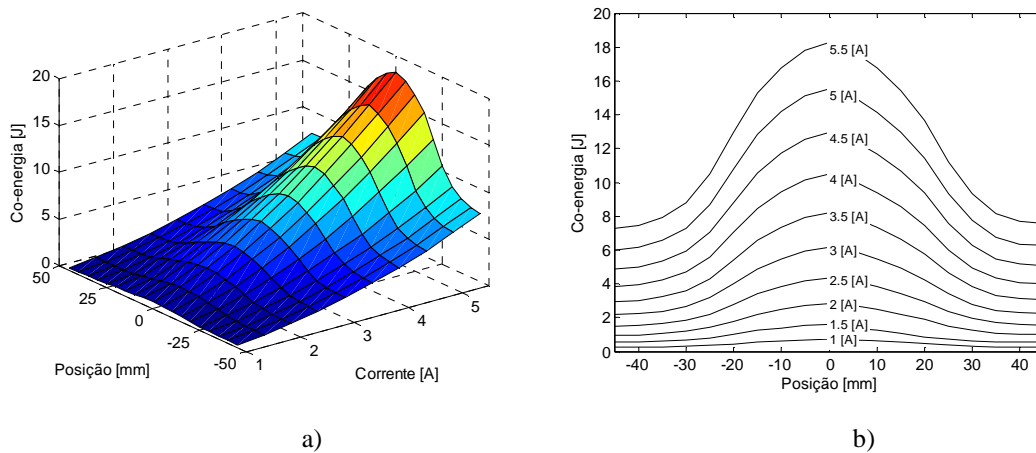 Co-energia [J]
20
15
10
5
0
50
25
0
-25
-50
Posição [mm]
1
2
3
4
5
Corrente [A]
a)
Co-energia [J]
20
18
16
14
12
10
8
6
4
2
0
5.5 [A]
5 [A]
4.5 [A]
4 [A]
3.5 [A]
3 [A]
2.5 [A]
2 [A]
1.5 [A]
1 [A]
-40 -30 -20 -10 0 10 20 30 40
Posição [mm]
b)